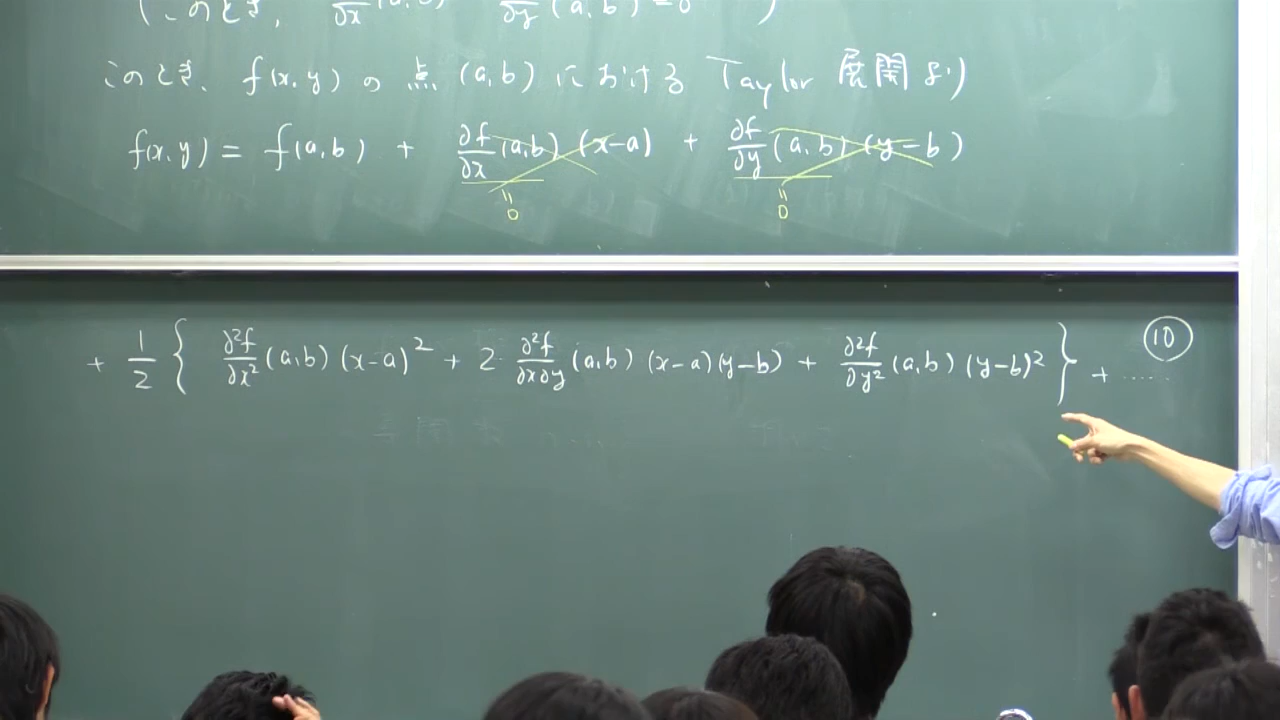 (このとき, ∂x (a,b) ∂y (a,b)=0 )
このとき、f(x,y) の 点 (a,b) における Taylor 展開より
f(x,y) = f(a,b) + ∂f/∂x (a,b) (x-a) + ∂f/∂y (a,b) (y-b)
= 0 = 0
+ 1/2 { ∂²f/∂x² (a,b) (x-a)² + 2 ∂²f/∂x∂y (a,b) (x-a)(y-b) + ∂²f/∂y² (a,b) (y-b)² } + ...... ⑩